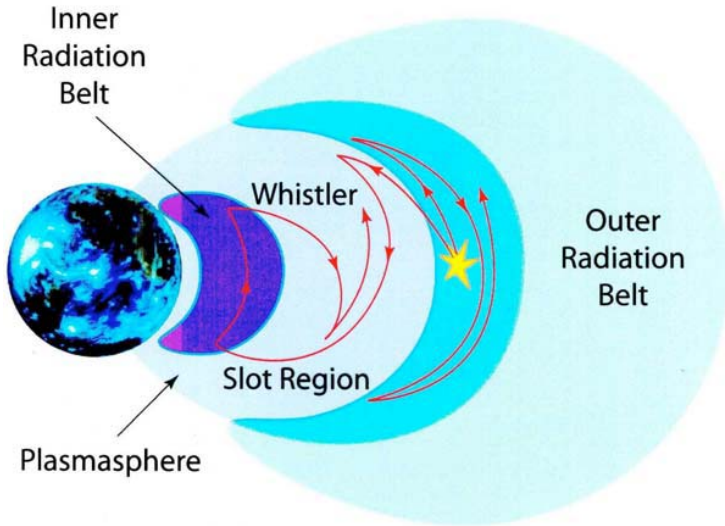 Inner
Radiation
Belt
Whistler
Outer
Radiation
Belt
Slot Region
Plasmasphere